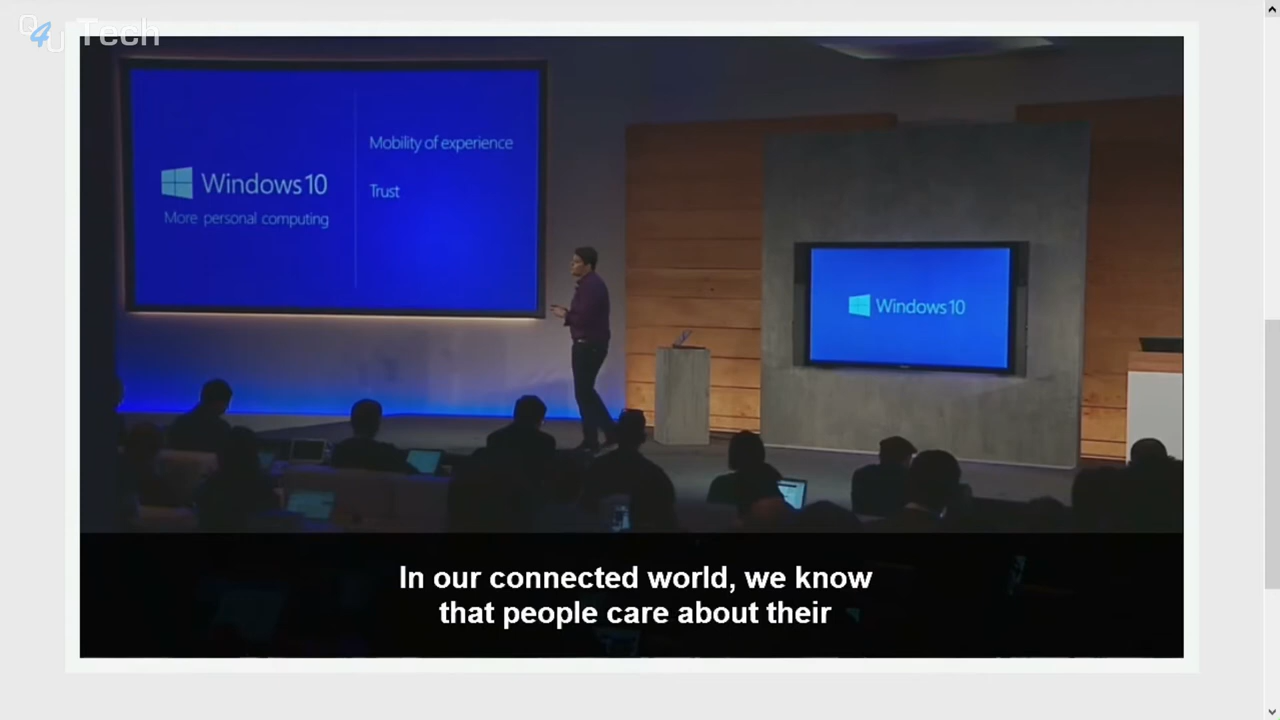 Q4U Tech
Mobility of experience
Windows 10
Trust
More personal computing
Windows 10
In our connected world, we know
that people care about their